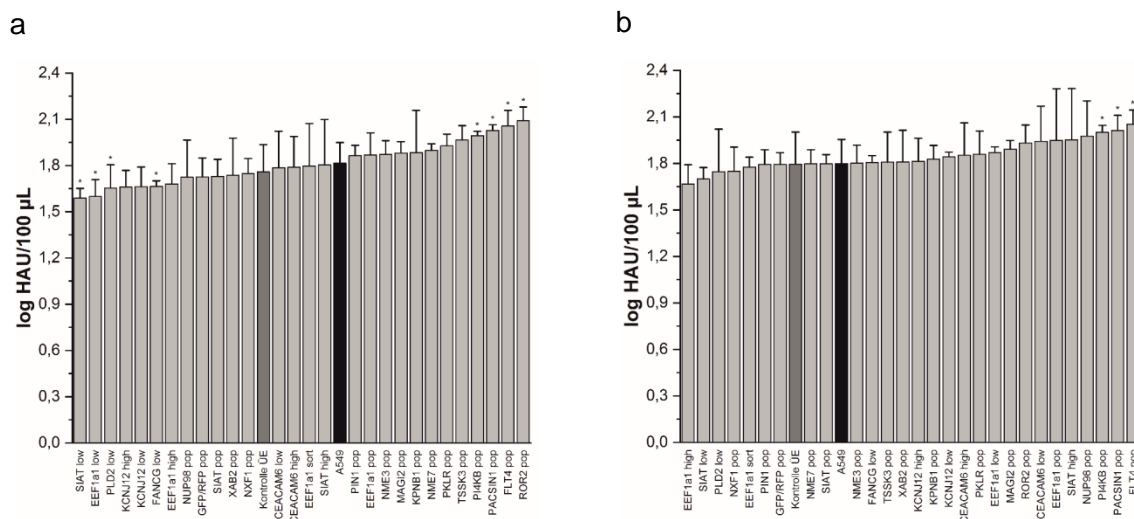 a
b
log HAU/100 µL
2,4
2,1
1,8
1,5
1,2
0,9
0,6
0,3
0,0
* * * * * * * *
SIAT low
EEF1a1 low
PLD2 low
KCNJ12 high
KCNJ12 low
FANCG low
EEF1a1 high
NUP98 pop
GFP/RFP pop
SIAT pop
XAB2 pop
NXF1 pop
Kontrolle ÜE
CEACAM6 low
CEACAM6 high
EEF1a1 sort
SIAT high
A549
PIN1 pop
EEF1a1 pop
NME3 pop
MAGI2 pop
KPNB1 pop
NME7 pop
PKLR pop
TSSK3 pop
PI4KB pop
PACSIN1 pop
FLT4 pop
ROR2 pop
log HAU/100 µL
2,4
2,1
1,8
1,5
1,2
0,9
0,6
0,3
0,0
* * *
EEF1a1 high
SIAT low
PLD2 low
NXF1 pop
EEF1a1 sort
PIN1 pop
GFP/RFP pop
Kontrolle ÜE
NME7 pop
SIAT pop
A549
NME3 pop
FANCG low
TSSK3 pop
XAB2 pop
KCNJ12 high
KPNB1 pop
KCNJ12 low
CEACAM6 high
PKLR pop
EEF1a1 low
MAGI2 pop
ROR2 pop
CEACAM6 low
EEF1a1 pop
SIAT high
NUP98 pop
PI4KB pop
PACSIN1 pop
FLT4 pop